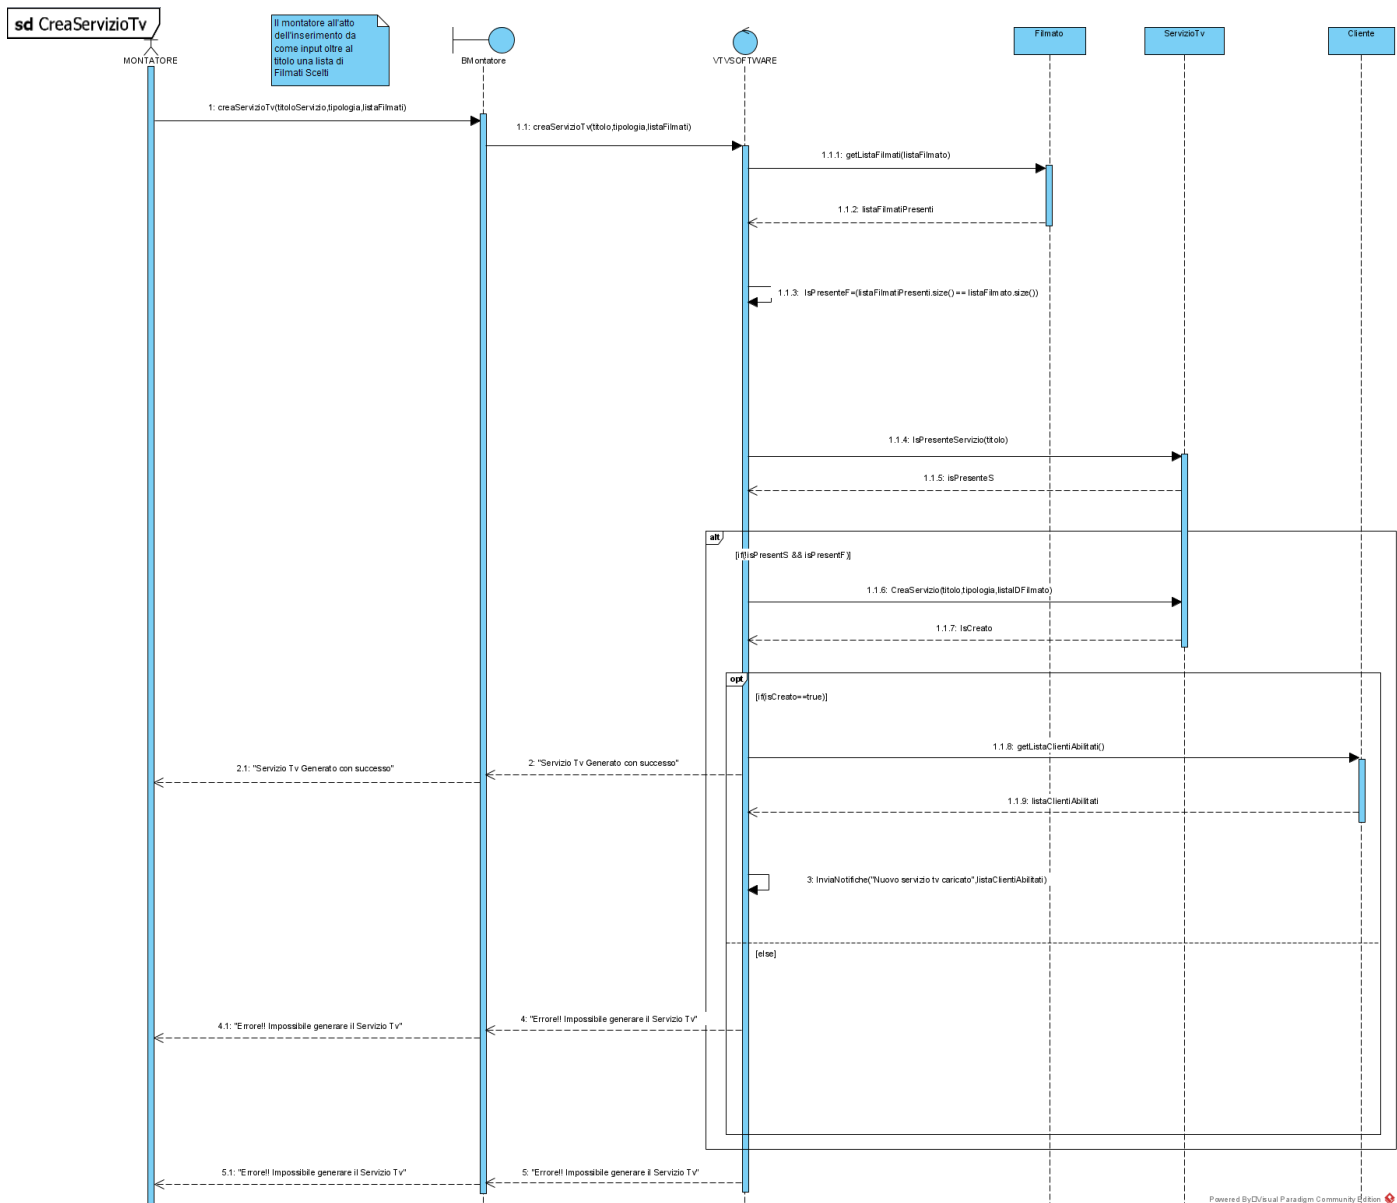 sd CreaServizioTv
Il montatore all'atto
dell'inserimento da
come input oltre al
titolo una lista di
Filmati Scelti
MONTATORE
BMontatore
VTVSOFTWARE
Filmato
ServizioTv
Cliente
1: creaServizioTv(titoloServizio,tipologia,listaFilmati)
1.1: creaServizioTv(titolo,tipologia,listaFilmati)
1.1.1: getListaFilmati(listaFilmato)
1.1.2: listaFilmatiPresenti
1.1.3: IsPresenteF=(listaFilmatiPresenti.size() == listaFilmato.size())
1.1.4: IsPresenteServizio(titolo)
1.1.5: isPresenteS
alt
[if(!isPresentS && isPresentF)]
1.1.6: CreaServizio(titolo,tipologia,listaIDFilmato)
1.1.7: IsCreato
opt
[if(isCreato==true)]
1.1.8: getListaClientiAbilitati()
2: "Servizio Tv Generato con successo"
2.1: "Servizio Tv Generato con successo"
1.1.9: listaClientiAbilitati
3: InviaNotifiche("Nuovo servizio tv caricato",listaClientiAbilitati)
[else]
4: "Errore!! Impossibile generare il Servizio Tv"
4.1: "Errore!! Impossibile generare il Servizio Tv"
5: "Errore!! Impossibile generare il Servizio Tv"
5.1: "Errore!! Impossibile generare il Servizio Tv"
Powered By Visual Paradigm Community Edition